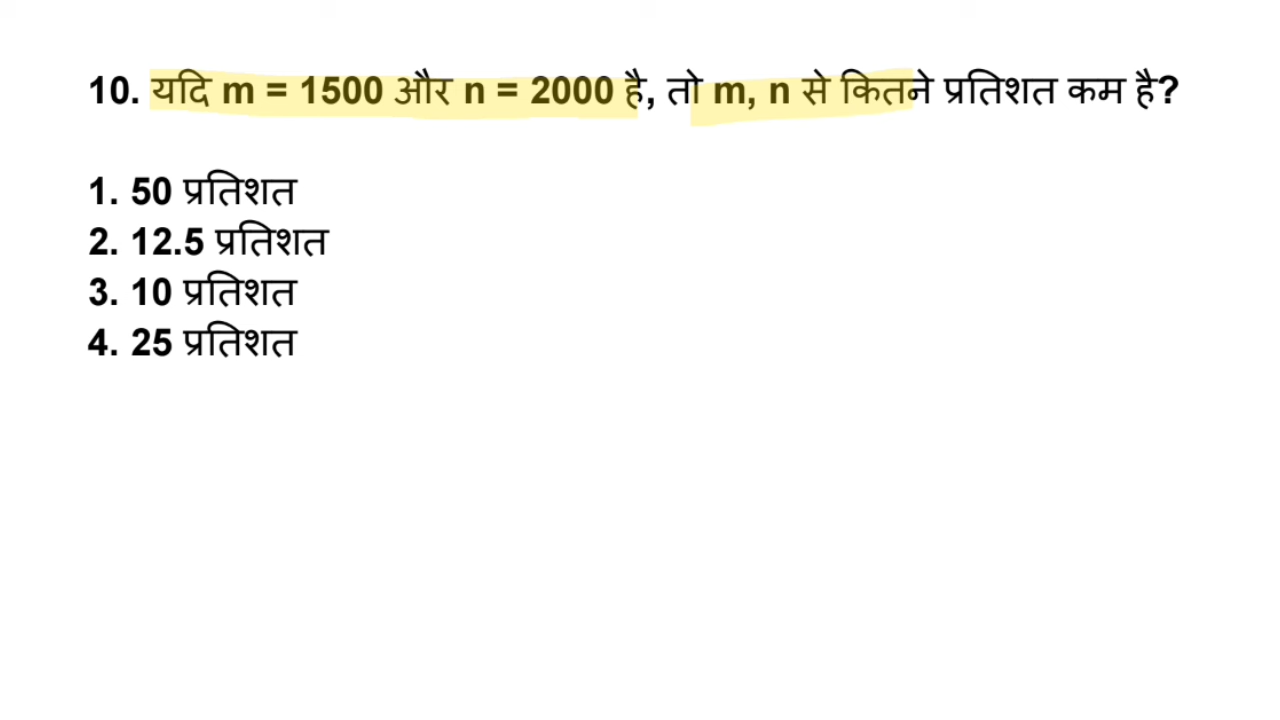 10. यदि m = 1500 और n = 2000 है, तो m, n से कितने प्रतिशत कम है?
1. 50 प्रतिशत
2. 12.5 प्रतिशत
3. 10 प्रतिशत
4. 25 प्रतिशत